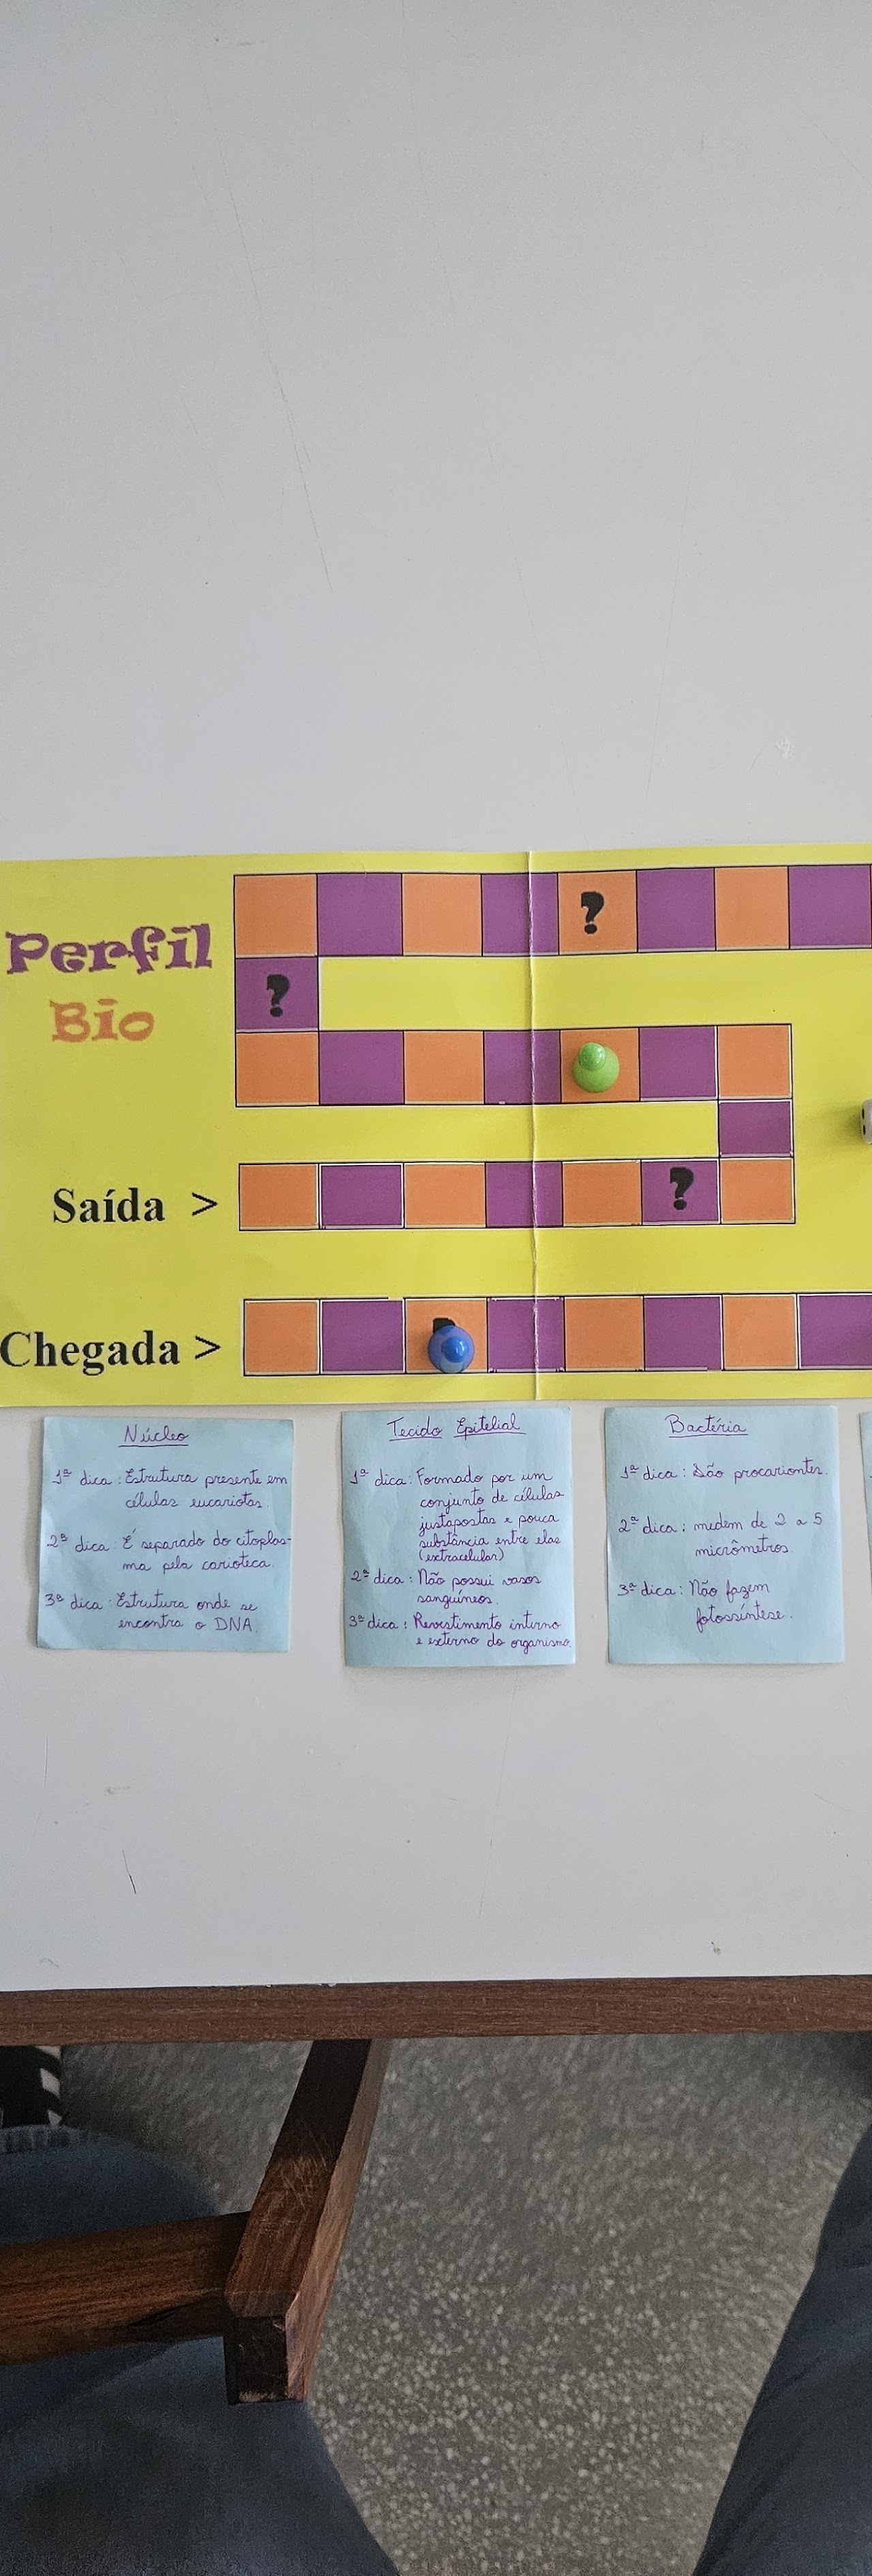 Perfil
Bio
?
?
Saída >
?
Chegada >
Núcleo
1ª dica: Estrutura presente em
células eucariotas.
2ª dica: É separado do citoplas-
ma pela carioteca.
3ª dica: Estrutura onde se
encontra o DNA.
Tecido Epitelial
1ª dica: Formado por um
conjunto de células
justapostas e pouca
substância entre elas
(extracelular)
2ª dica: Não possui vasos
sanguíneos.
3ª dica: Revestimento interno
e externo do organismo.
Bactéria
1ª dica: São procariontes.
2ª dica: medem de 2 a 5
micrômetros.
3ª dica: Não fazem
fotossíntese.